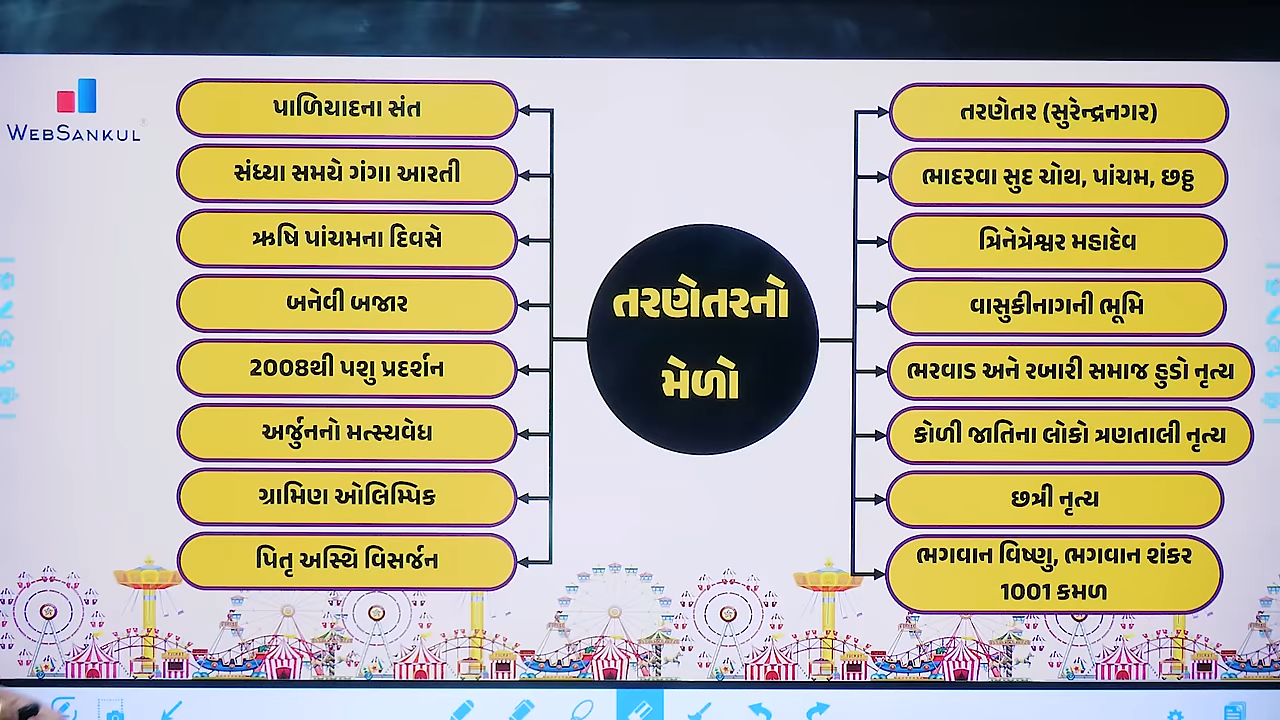 WEBSANKUL
પાળિયાદના સંત
સંધ્યા સમયે ગંગા આરતી
ઋષિ પાંચમના દિવસે
બનેવી બજાર
2008થી પશુ પ્રદર્શન
અર્જુનનો મત્સ્યવેધ
ગ્રામિણ ઓલિમ્પિક
પિતૃ અસ્થિ વિસર્જન
તરણેતરનો
મેળો
તરણેતર (સુરેન્દ્રનગર)
ભાદરવા સુદ ચોથ, પાંચમ, છઠ્ઠ
ત્રિનેત્રેશ્વર મહાદેવ
વાસુકીનાગની ભૂમિ
ભરવાડ અને રબારી સમાજ હુડો નૃત્ય
કોળી જાતિના લોકો ત્રણતાલી નૃત્ય
છત્રી નૃત્ય
ભગવાન વિષ્ણુ, ભગવાન શંકર
1001 કમળ